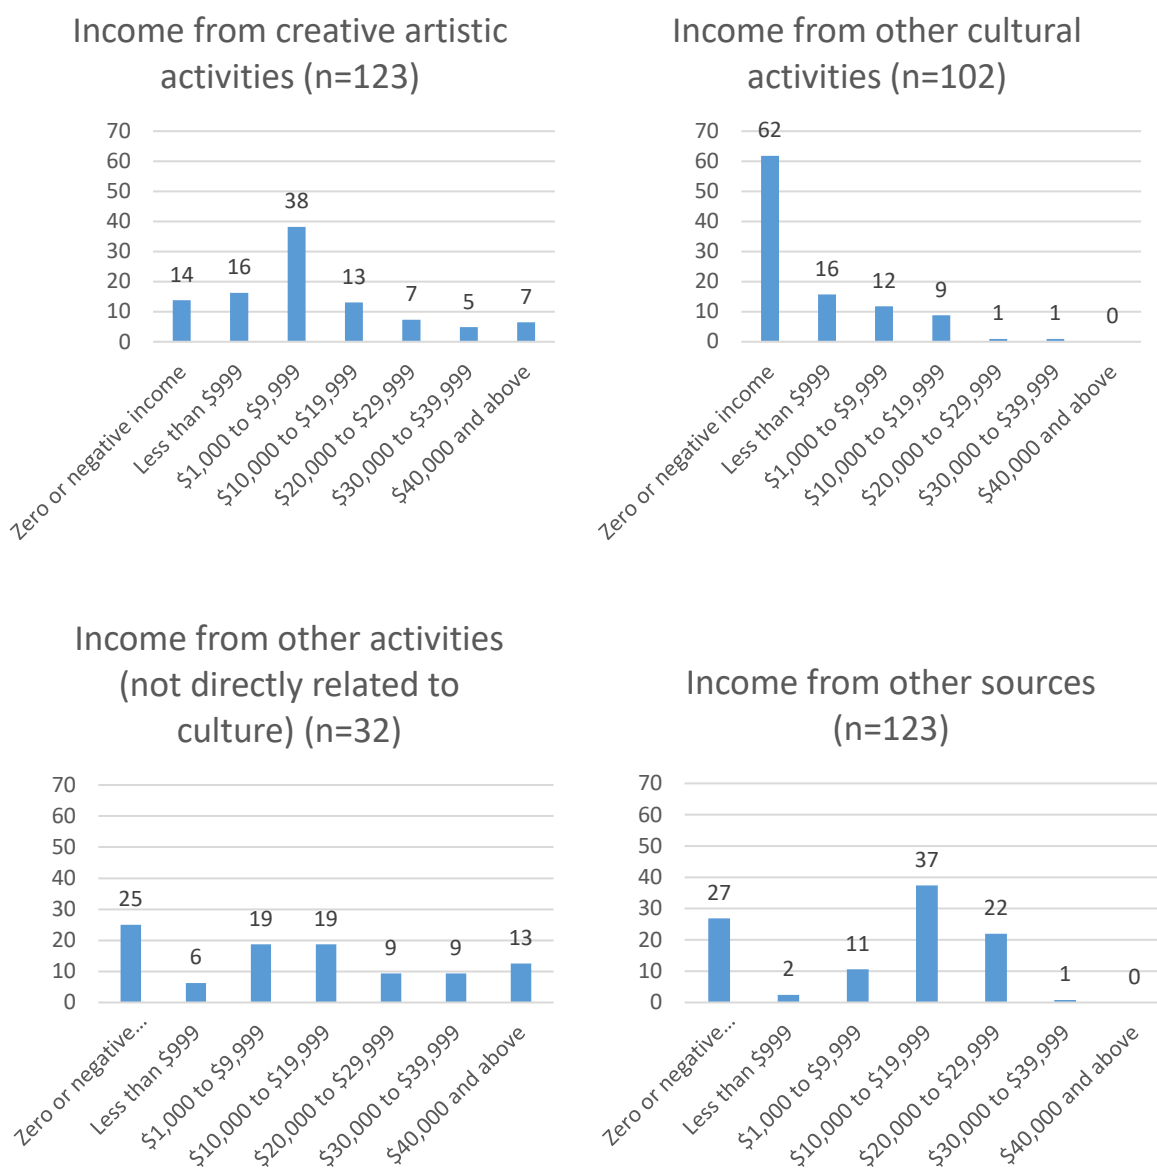 Income from creative artistic
activities (n=123)
70
60
50
40
30
20
10
0
14
16
38
13
7
5
7
Zero or negative income
Less than $999
$1,000 to $9,999
$10,000 to $19,999
$20,000 to $29,999
$30,000 to $39,999
$40,000 and above
Income from other cultural
activities (n=102)
70
60
50
40
30
20
10
0
62
16
12
9
1
1
0
Zero or negative income
Less than $999
$1,000 to $9,999
$10,000 to $19,999
$20,000 to $29,999
$30,000 to $39,999
$40,000 and above
Income from other activities
(not directly related to
culture) (n=32)
70
60
50
40
30
20
10
0
25
6
19
19
9
9
13
Zero or negative...
Less than $999
$1,000 to $9,999
$10,000 to $19,999
$20,000 to $29,999
$30,000 to $39,999
$40,000 and above
Income from other sources
(n=123)
70
60
50
40
30
20
10
0
27
2
11
37
22
1
0
Zero or negative...
Less than $999
$1,000 to $9,999
$10,000 to $19,999
$20,000 to $29,999
$30,000 to $39,999
$40,000 and above